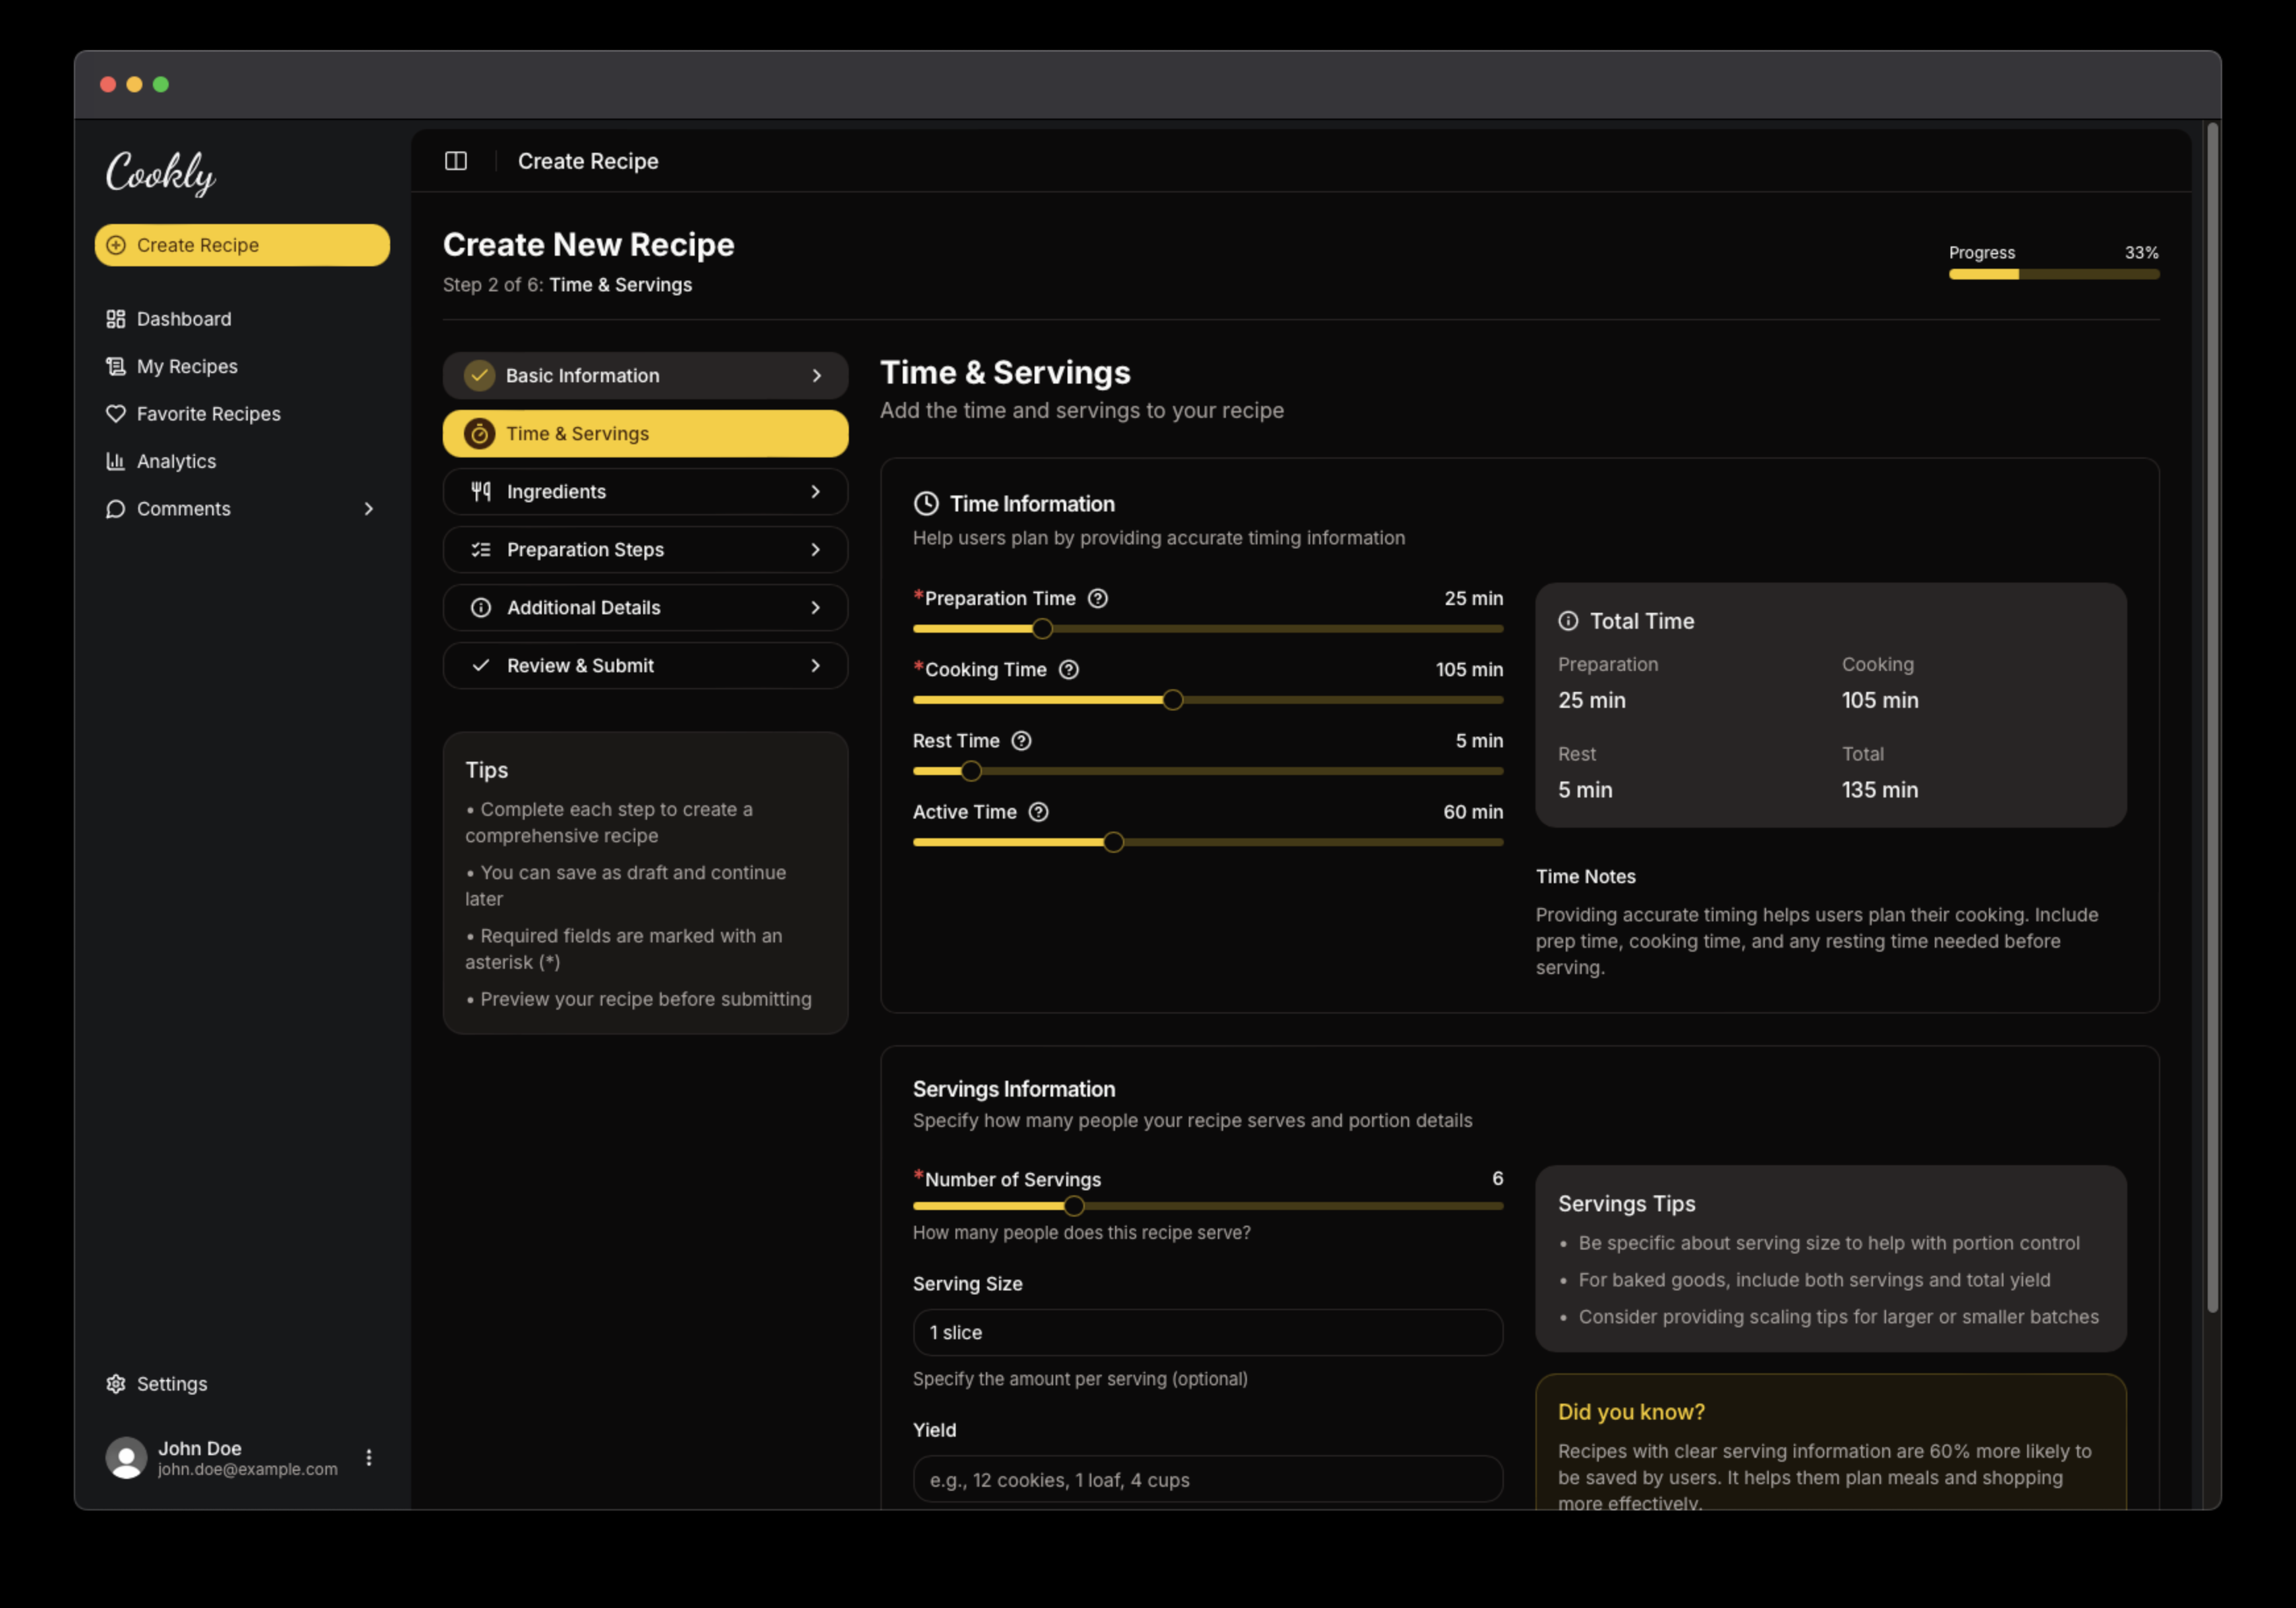 Cookly
Create Recipe
Dashboard
My Recipes
Favorite Recipes
Analytics
Comments
Settings
John Doe
john.doe@example.com
Create Recipe
Create New Recipe
Step 2 of 6: Time & Servings
Progress 33%
Basic Information
Time & Servings
Ingredients
Preparation Steps
Additional Details
Review & Submit
Tips
• Complete each step to create a
comprehensive recipe
• You can save as draft and continue
later
• Required fields are marked with an
asterisk (*)
• Preview your recipe before submitting
Time & Servings
Add the time and servings to your recipe
Time Information
Help users plan by providing accurate timing information
*Preparation Time 25 min
*Cooking Time 105 min
Rest Time 5 min
Active Time 60 min
Total Time
Preparation Cooking
25 min 105 min
Rest Total
5 min 135 min
Time Notes
Providing accurate timing helps users plan their cooking. Include
prep time, cooking time, and any resting time needed before
serving.
Servings Information
Specify how many people your recipe serves and portion details
*Number of Servings 6
How many people does this recipe serve?
Serving Size
1 slice
Specify the amount per serving (optional)
Yield
e.g., 12 cookies, 1 loaf, 4 cups
Servings Tips
• Be specific about serving size to help with portion control
• For baked goods, include both servings and total yield
• Consider providing scaling tips for larger or smaller batches
Did you know?
Recipes with clear serving information are 60% more likely to
be saved by users. It helps them plan meals and shopping
more effectively.